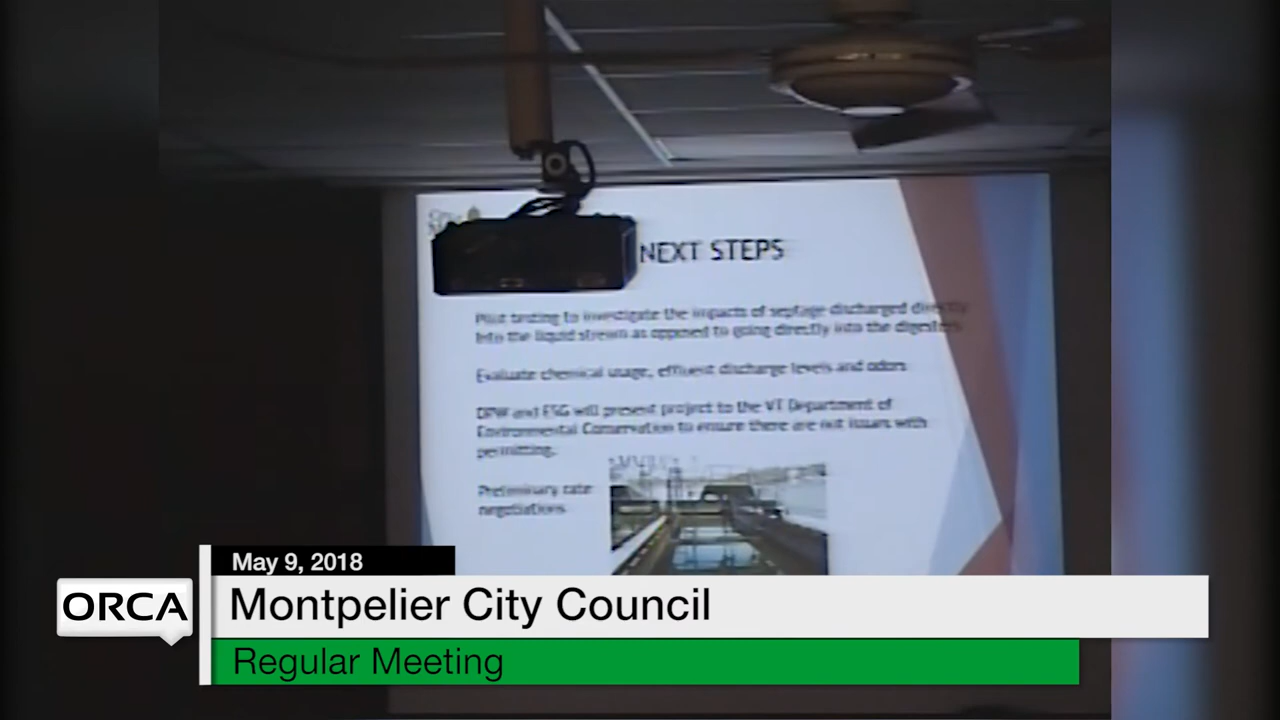 NEXT STEPS
Pilot testing to investigate the impacts of septage discharged directly
into the liquid stream as opposed to going directly into the digesters
Evaluate chemical usage, effluent discharge levels and odors
DPW and ESG will present project to the VT Department of
Environmental Conservation to ensure there are not issues with
permitting.
Preliminary rate
negotiations
May 9, 2018
ORCA
Montpelier City Council
Regular Meeting